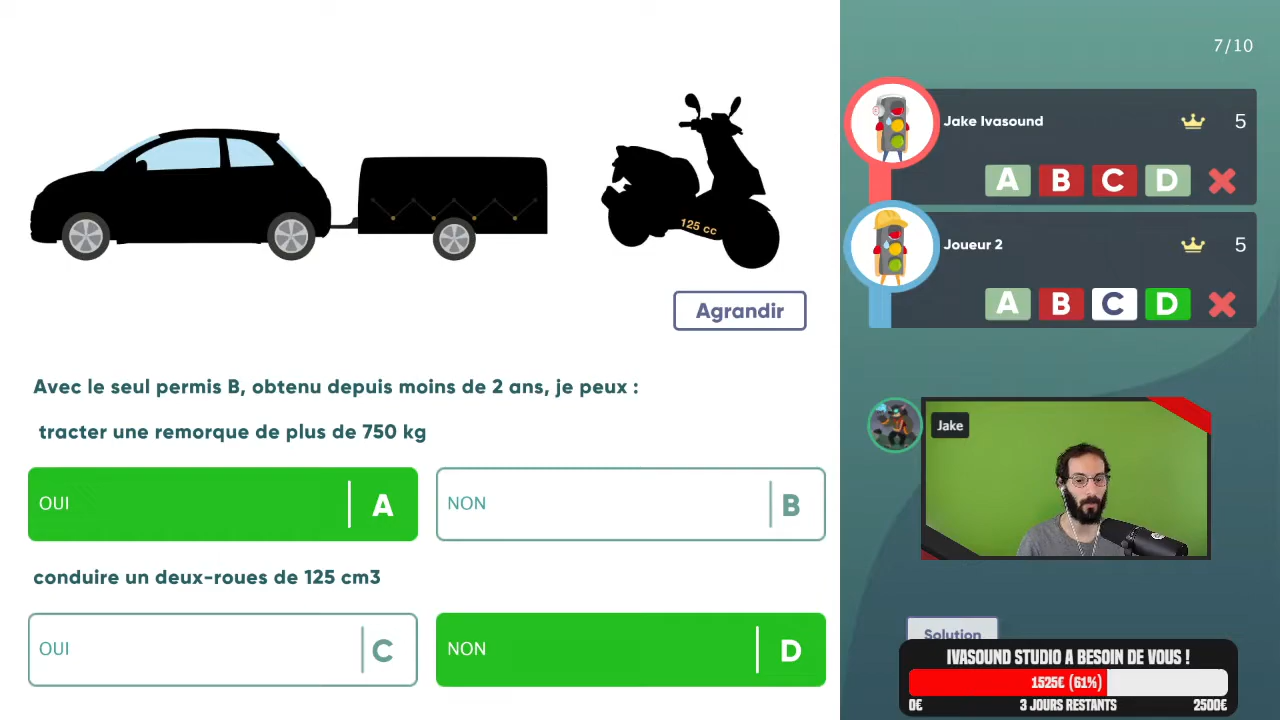 7/10
Jake Ivasound
5
A B C D
Joueur 2
5
A B C D
125 cc
Agrandir
Avec le seul permis B, obtenu depuis moins de 2 ans, je peux :
tracter une remorque de plus de 750 kg
OUI A
NON B
conduire un deux-roues de 125 cm3
OUI C
NON D
Jake
Solution
IVASOUND STUDIO A BESOIN DE VOUS !
1525€ (61%)
0€ 3 JOURS RESTANTS 2500€